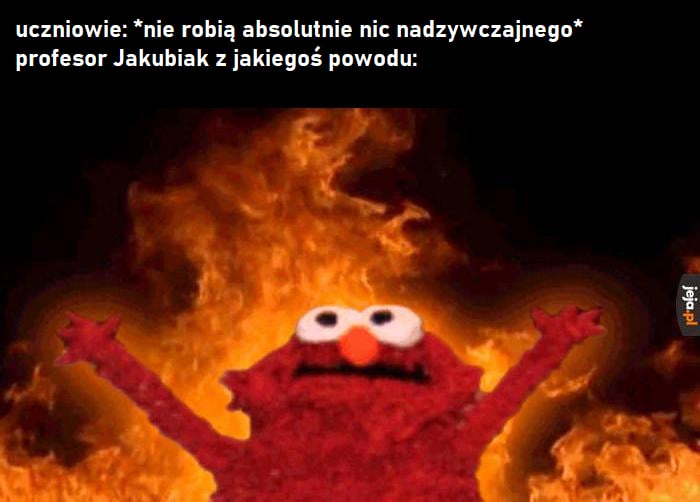 uczniowie: *nie robią absolutnie nic nadzywczajnego*
profesor Jakubiak z jakiegoś powodu:
jeja.pl